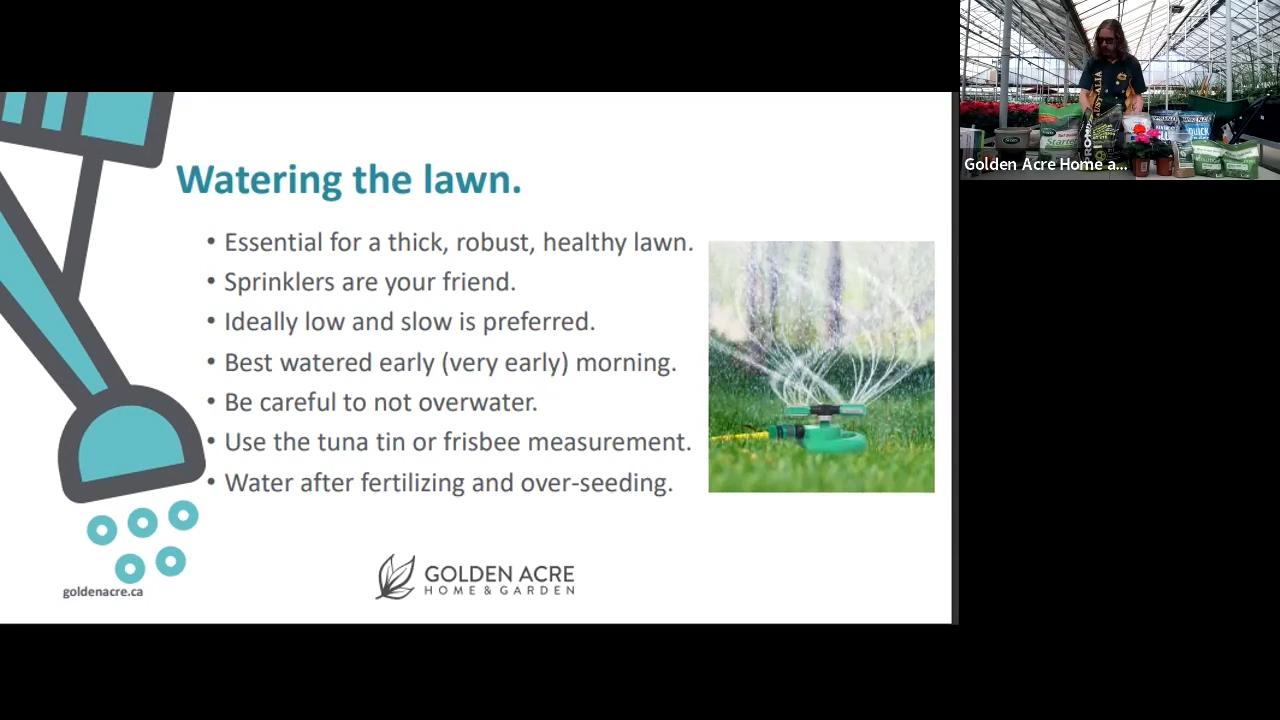 Golden Acre Home a...
Watering the lawn.
• Essential for a thick, robust, healthy lawn.
• Sprinklers are your friend.
• Ideally low and slow is preferred.
• Best watered early (very early) morning.
• Be careful to not overwater.
• Use the tuna tin or frisbee measurement.
• Water after fertilizing and over-seeding.
GOLDEN ACRE
HOME & GARDEN
goldenacre.ca